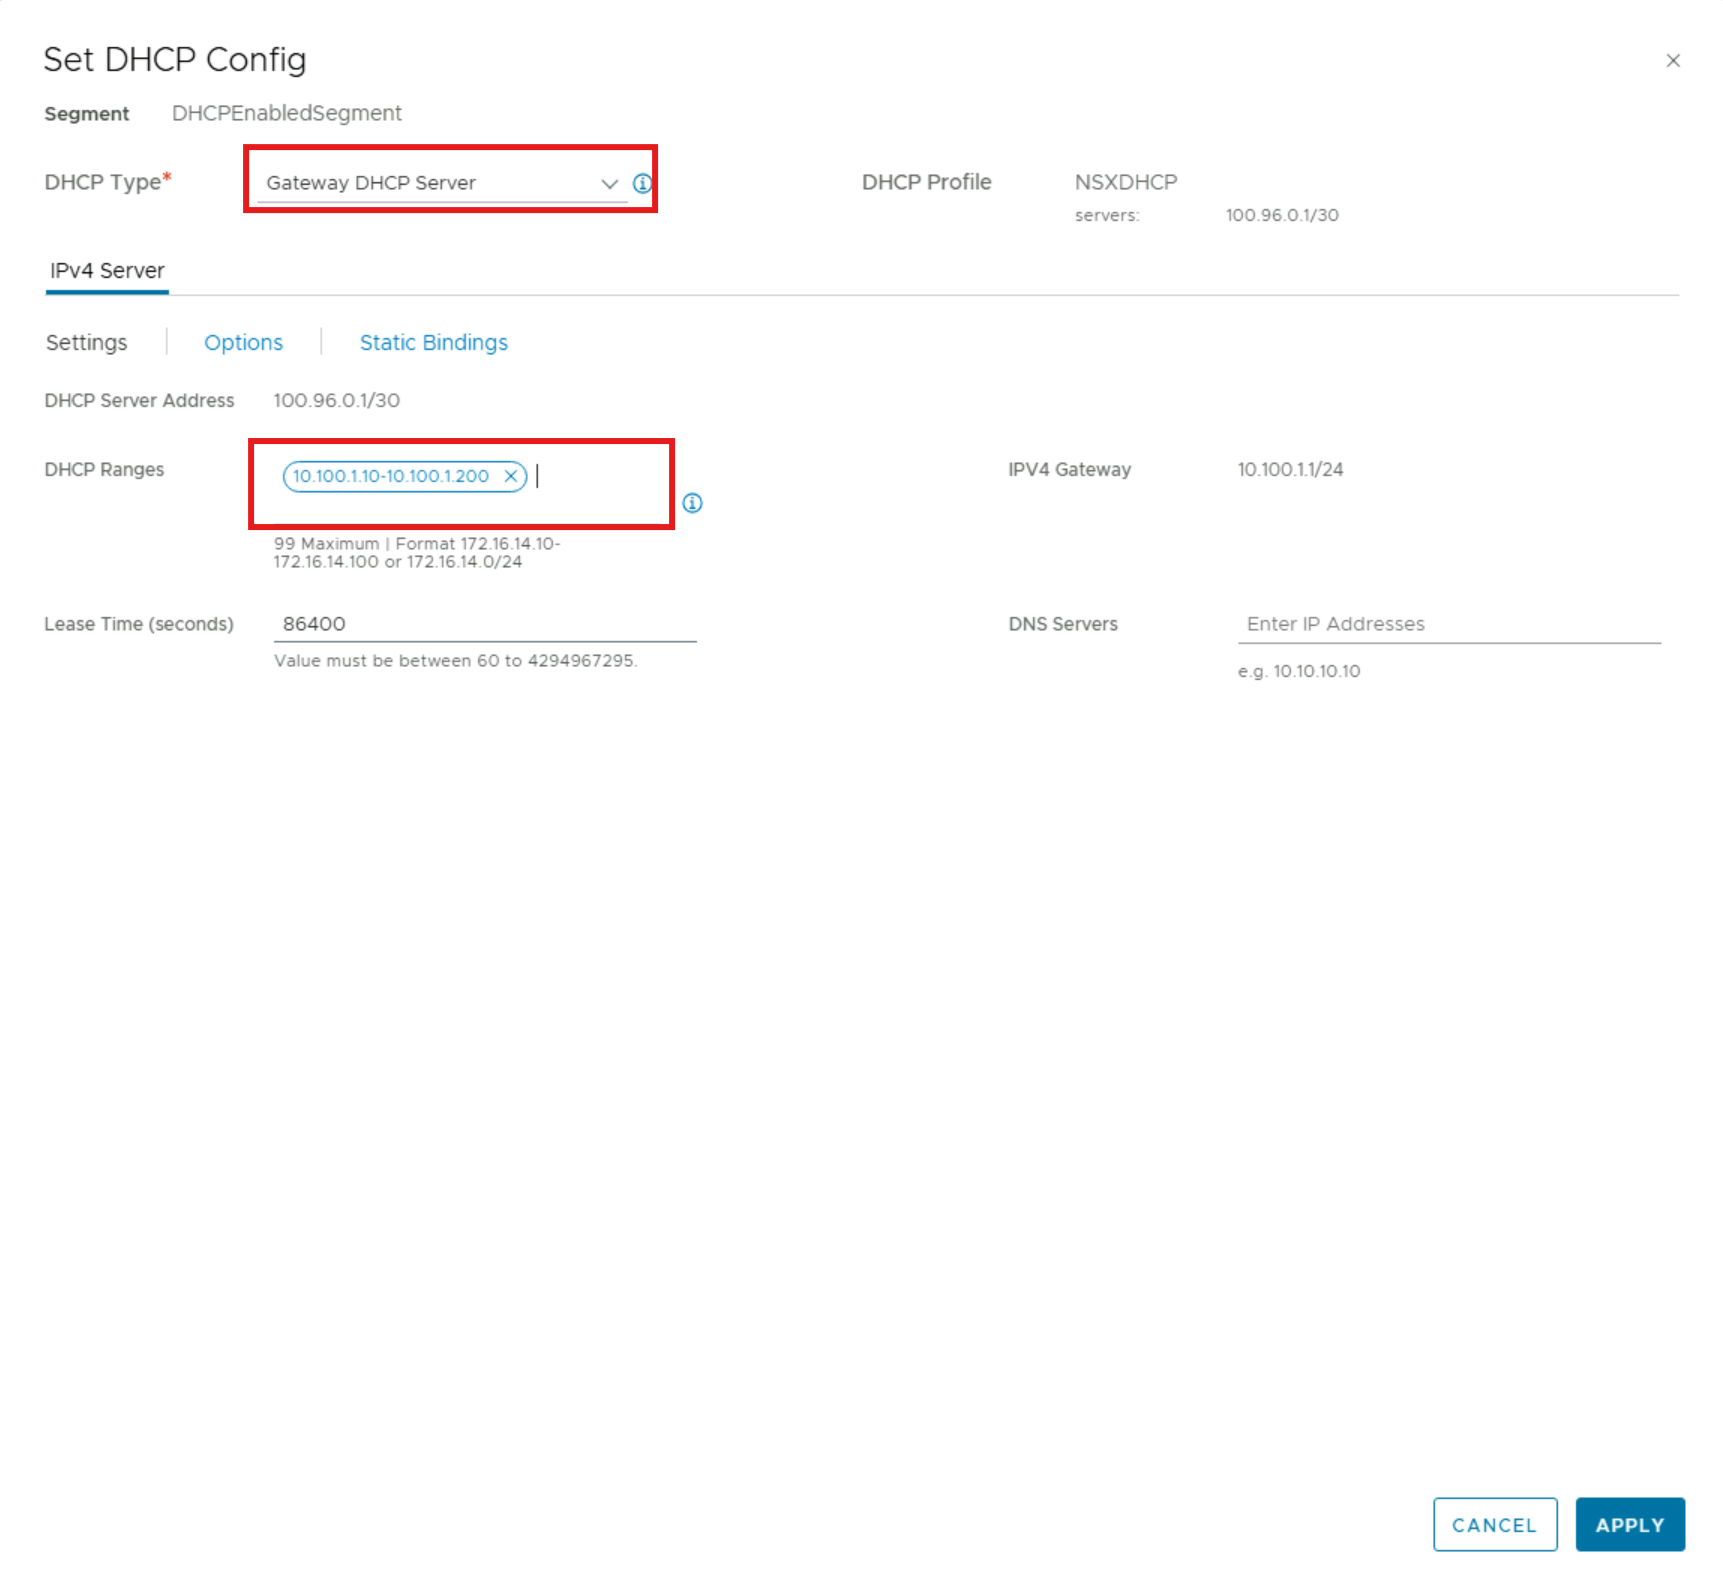 Set DHCP Config
Segment DHCPEnabledSegment
DHCP Type* Gateway DHCP Server DHCP Profile NSXDHCP
servers: 100.96.0.1/30
IPv4 Server
Settings Options Static Bindings
DHCP Server Address 100.96.0.1/30
DHCP Ranges 10.100.1.10-10.100.1.200 IPV4 Gateway 10.100.1.1/24
99 Maximum | Format 172.16.14.10-
172.16.14.100 or 172.16.14.0/24
Lease Time (seconds) 86400 DNS Servers Enter IP Addresses
Value must be between 60 to 4294967295. e.g. 10.10.10.10
CANCEL APPLY